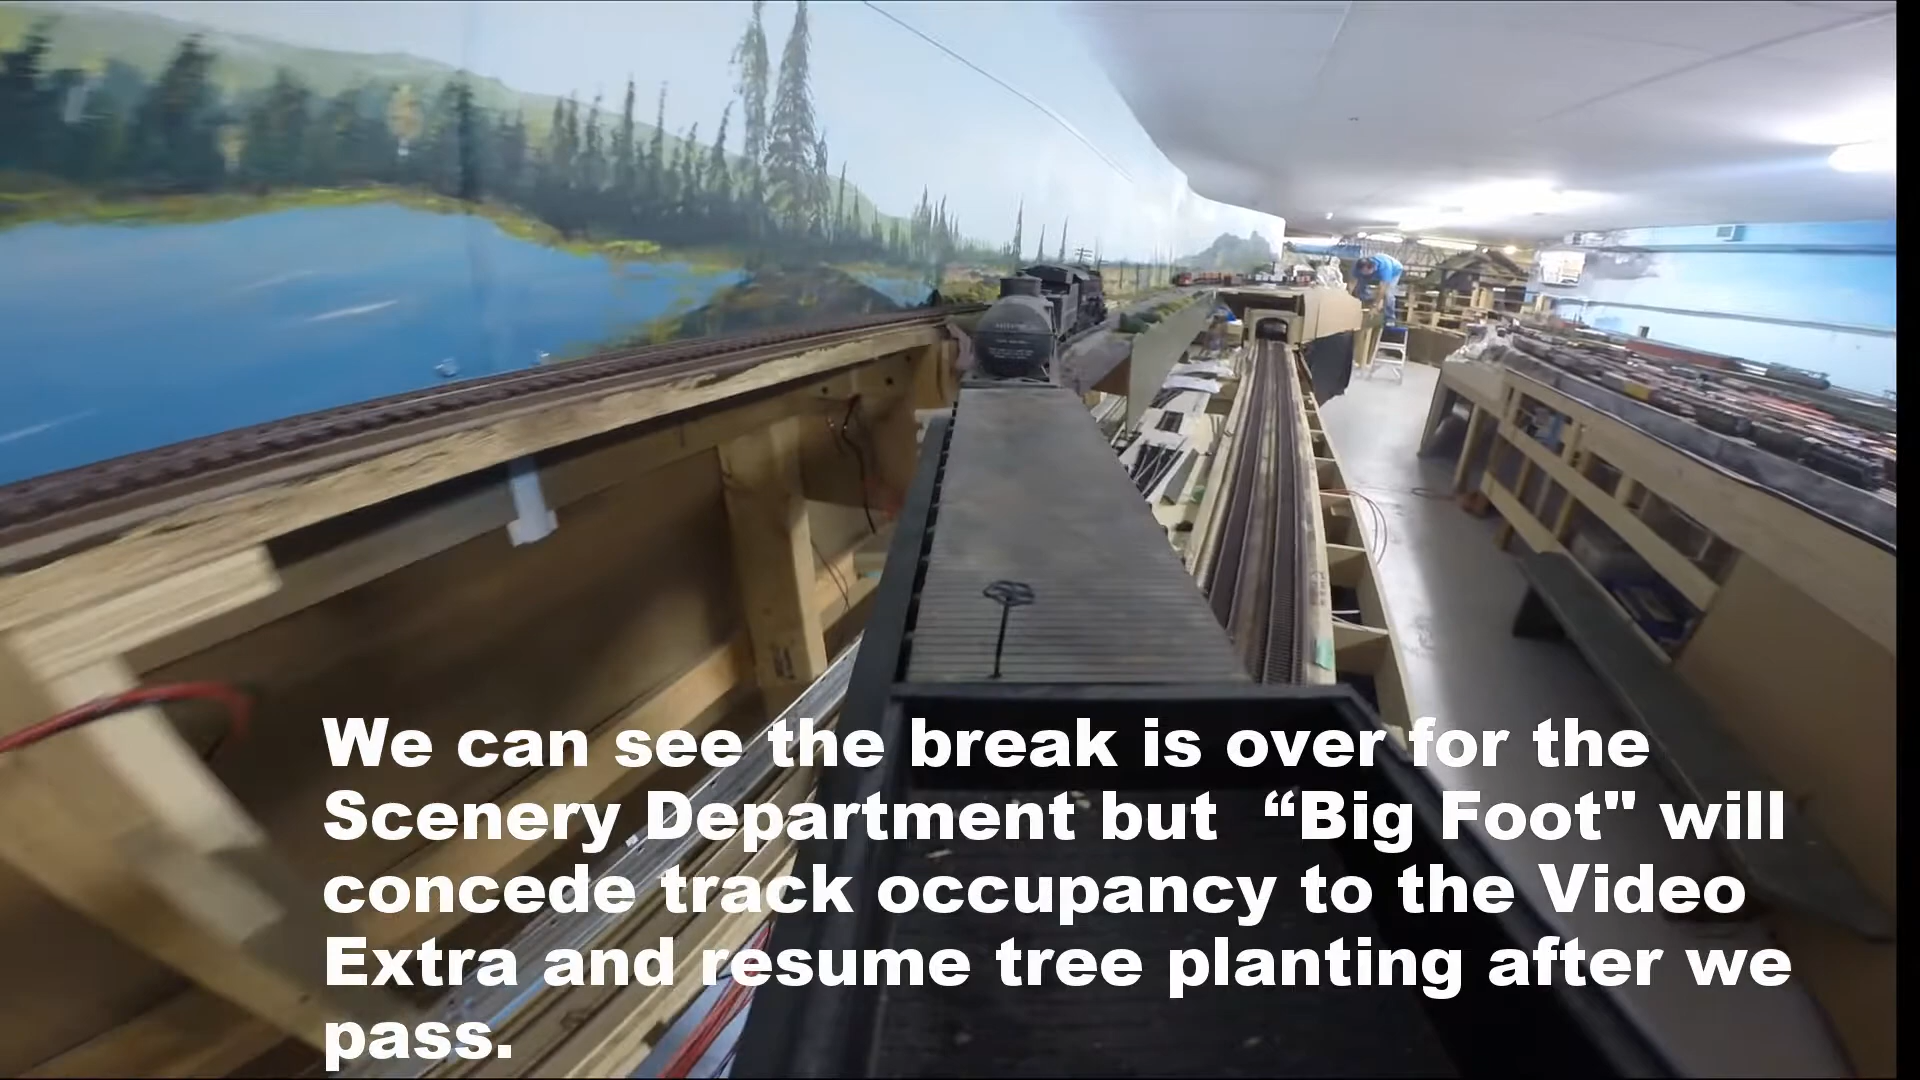 We can see the break is over for the
Scenery Department but  “Big Foot" will
concede track occupancy to the Video
Extra and resume tree planting after we
pass.